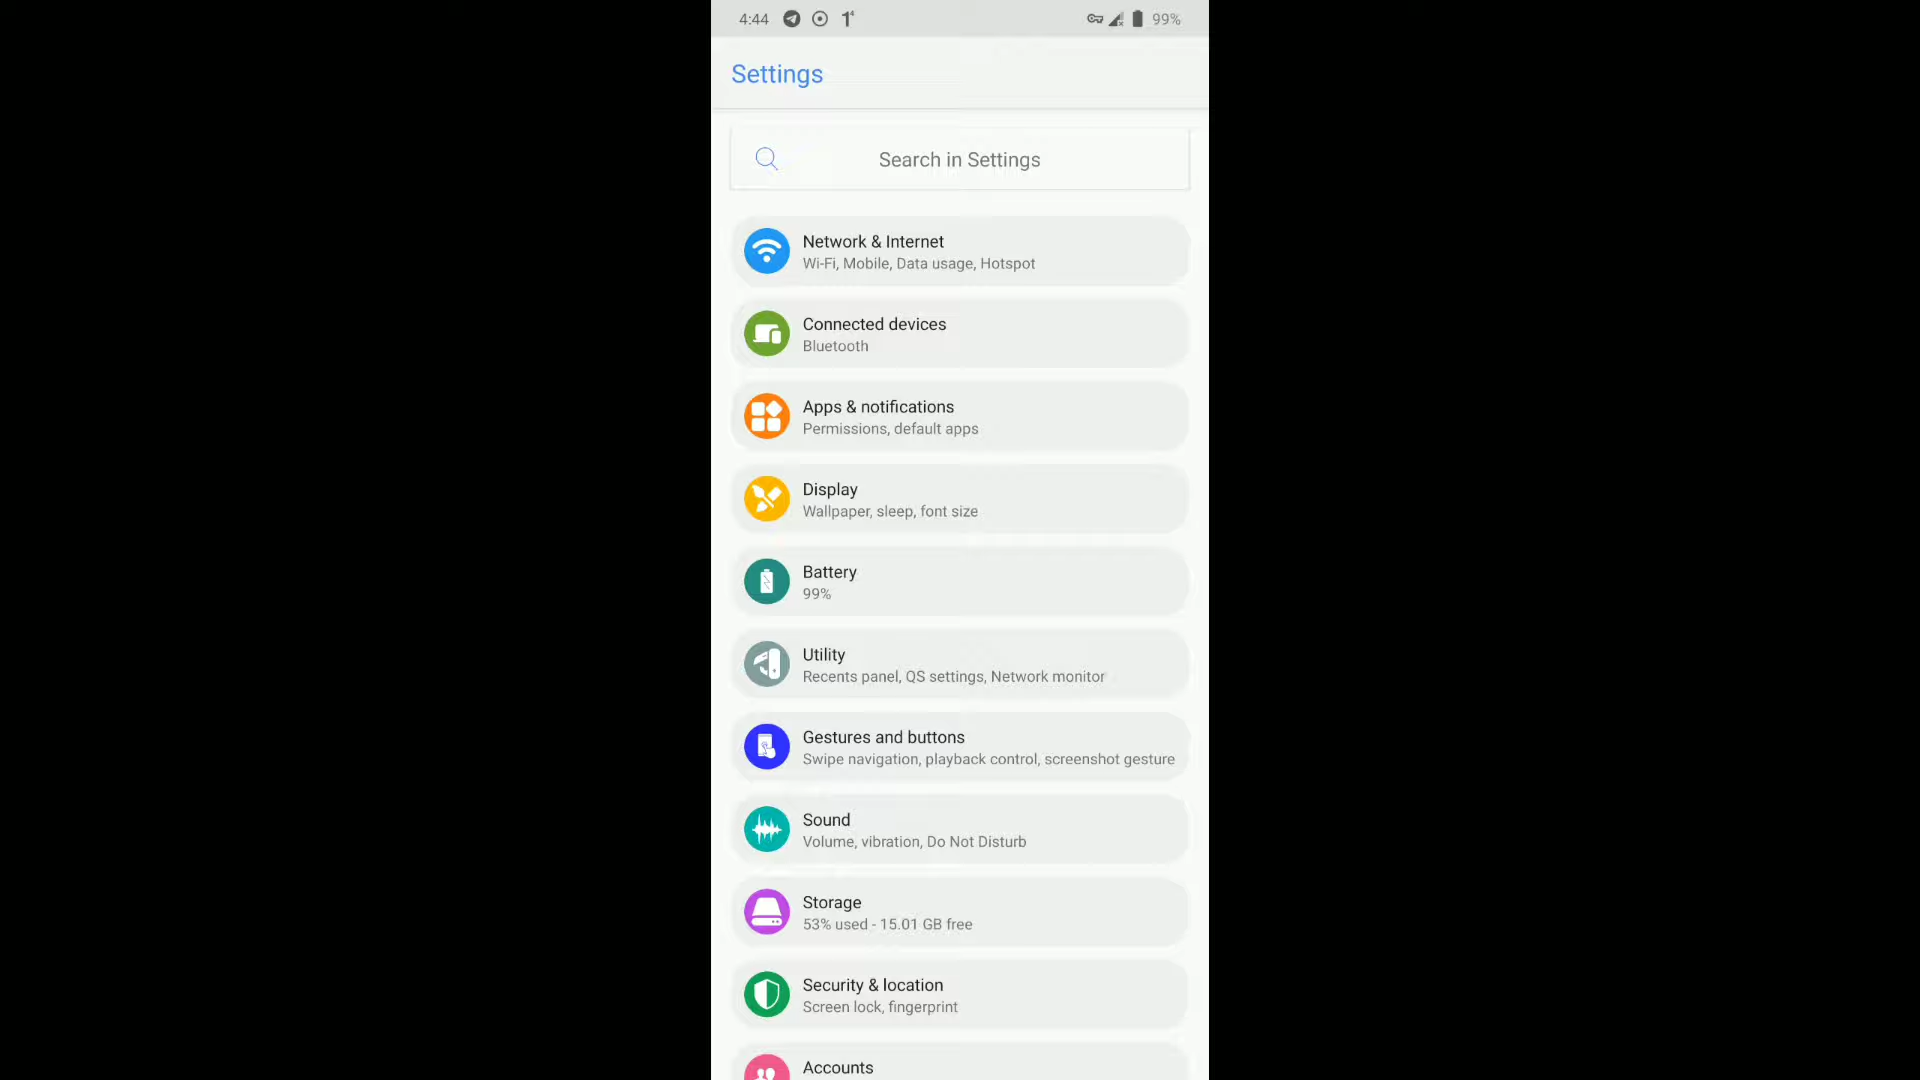 4:44 1⁴ 99%
Settings
Search in Settings
Network & Internet
Wi-Fi, Mobile, Data usage, Hotspot
Connected devices
Bluetooth
Apps & notifications
Permissions, default apps
Display
Wallpaper, sleep, font size
Battery
99%
Utility
Recents panel, QS settings, Network monitor
Gestures and buttons
Swipe navigation, playback control, screenshot gesture
Sound
Volume, vibration, Do Not Disturb
Storage
53% used - 15.01 GB free
Security & location
Screen lock, fingerprint
Accounts